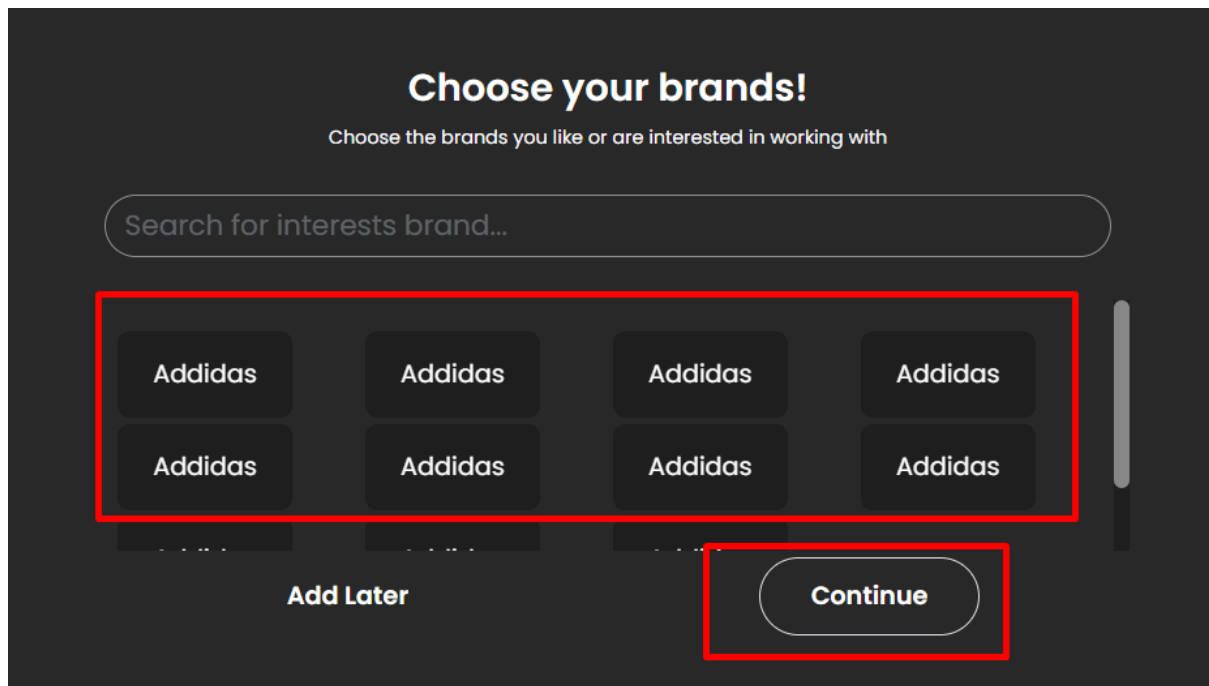 Choose your brands!
Choose the brands you like or are interested in working with
Search for interests brand...
Addidas Addidas Addidas Addidas
Addidas Addidas Addidas Addidas
Add Later Continue